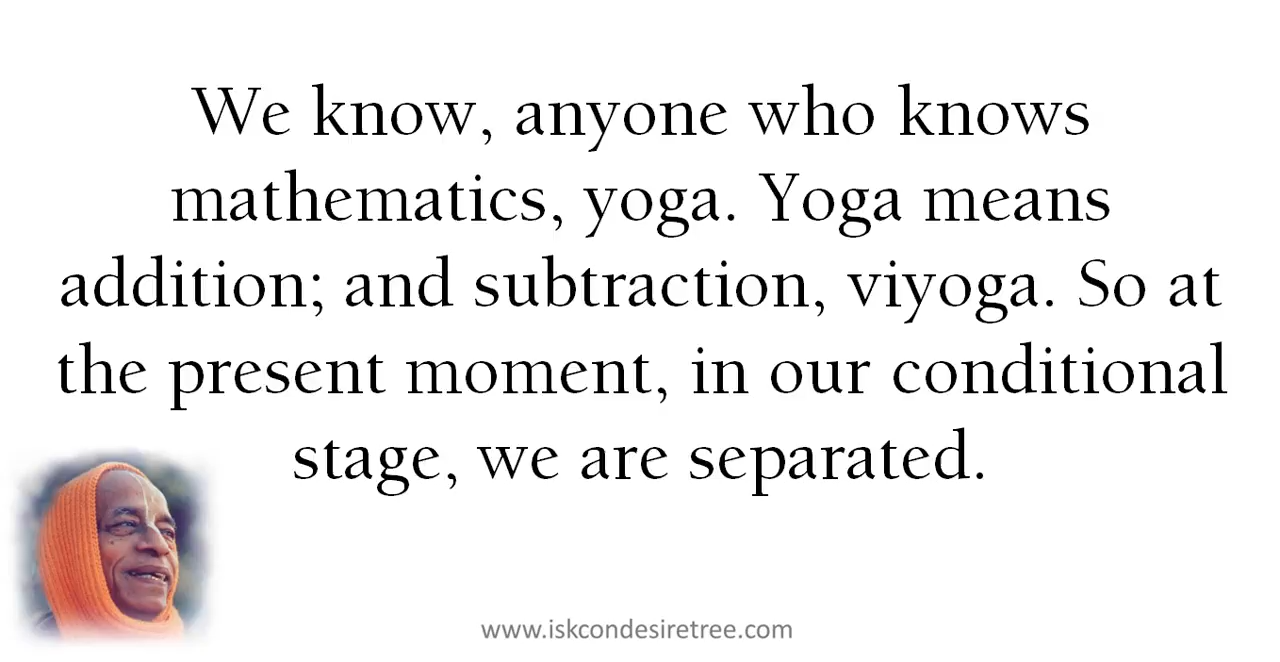 We know, anyone who knows
mathematics, yoga. Yoga means
addition; and subtraction, viyoga. So at
the present moment, in our conditional
stage, we are separated.
www.iskcondesiretree.com